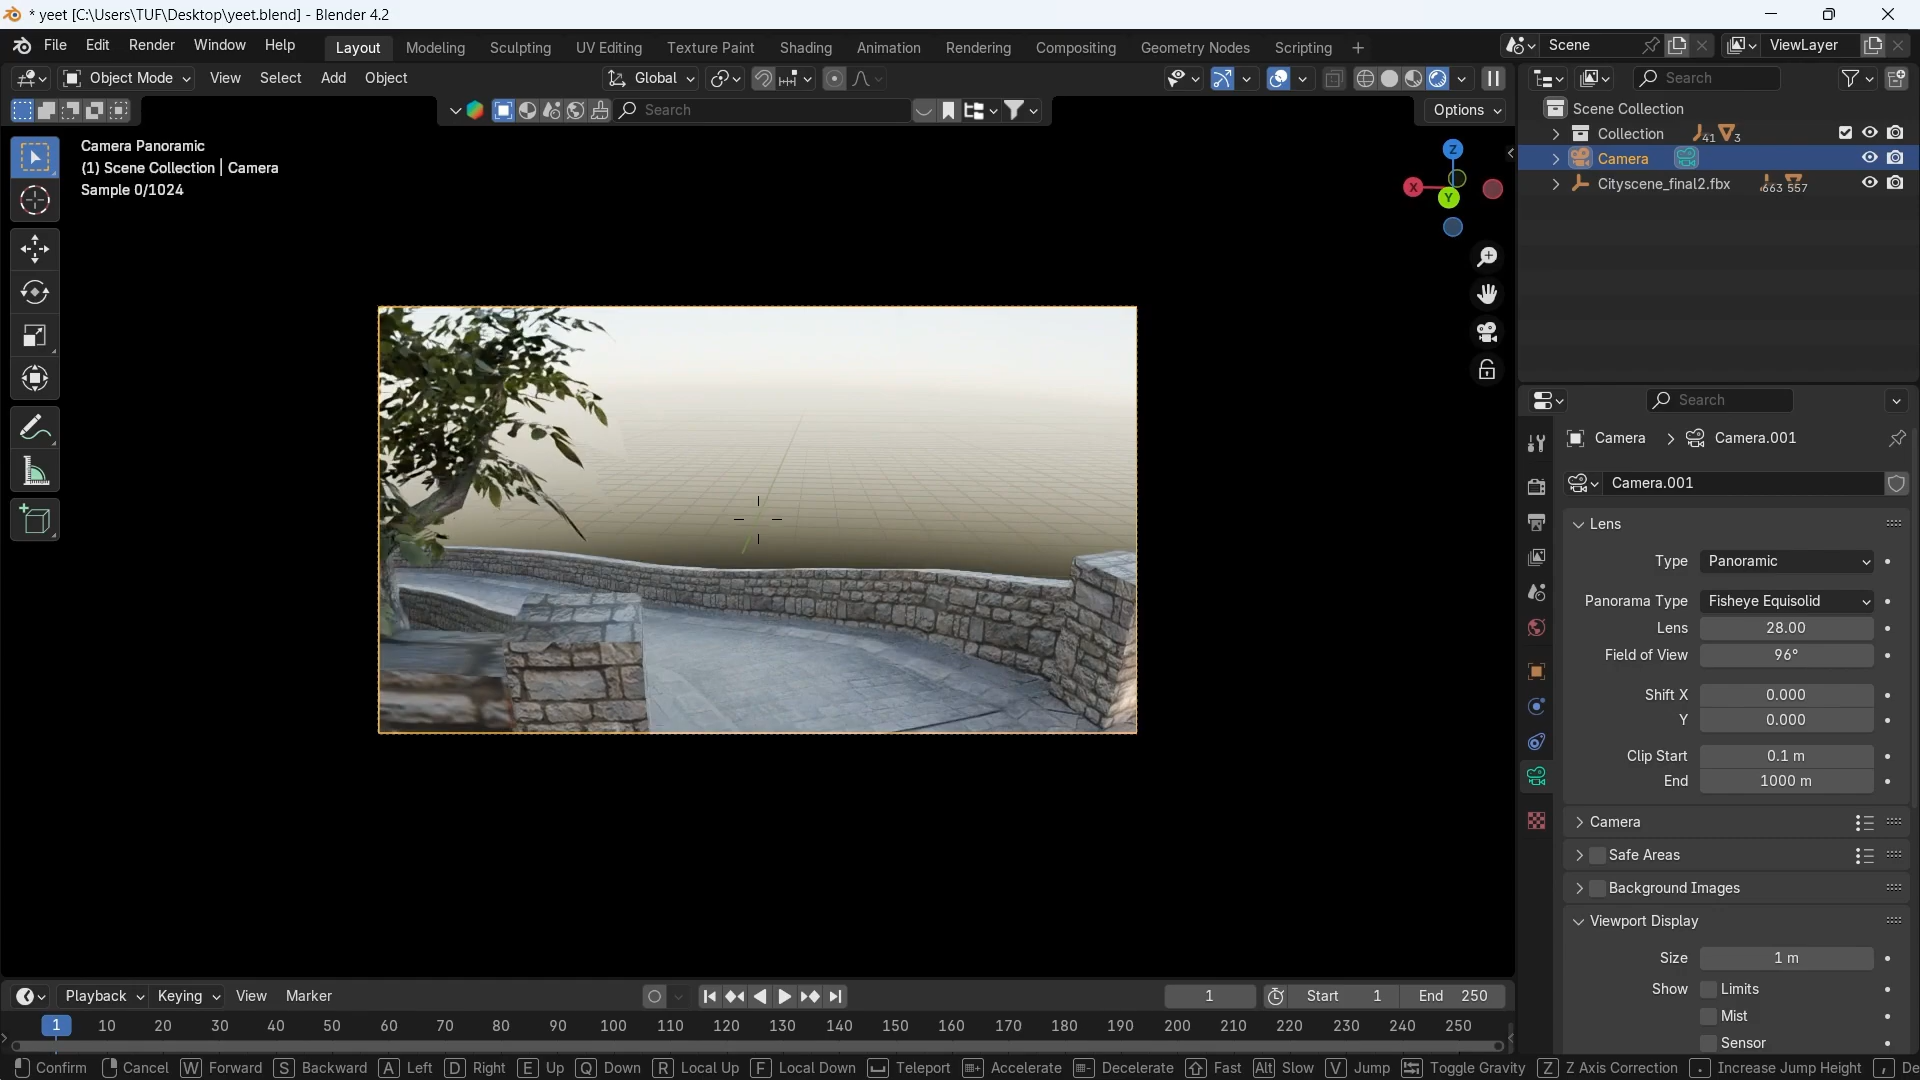 * yeet [C:\Users\TUF\Desktop\yeet.blend] - Blender 4.2
File Edit Render Window Help Layout Modeling Sculpting UV Editing Texture Paint Shading Animation Rendering Compositing Geometry Nodes Scripting + Scene ViewLayer
Object Mode View Select Add Object Global Search
Search Options
Scene Collection
Collection 41 3
Camera
Cityscene_final2.fbx 663 557
Camera Panoramic
(1) Scene Collection | Camera
Sample 0/1024
Z
X
Y
Search
Camera > Camera.001
Camera.001
Lens
Type Panoramic
Panorama Type Fisheye Equisolid
Lens 28.00
Field of View 96°
Shift X 0.000
Y 0.000
Clip Start 0.1 m
End 1000 m
Camera
Safe Areas
Background Images
Viewport Display
Size 1 m
Show Limits
Mist
Sensor
Playback Keying View Marker 1 Start 1 End 250
1 10 20 30 40 50 60 70 80 90 100 110 120 130 140 150 160 170 180 190 200 210 220 230 240 250
Confirm Cancel W Forward S Backward A Left D Right E Up Q Down R Local Up F Local Down Teleport Accelerate Decelerate Fast Alt Slow V Jump Toggle Gravity Z Z Axis Correction . Increase Jump Height , De